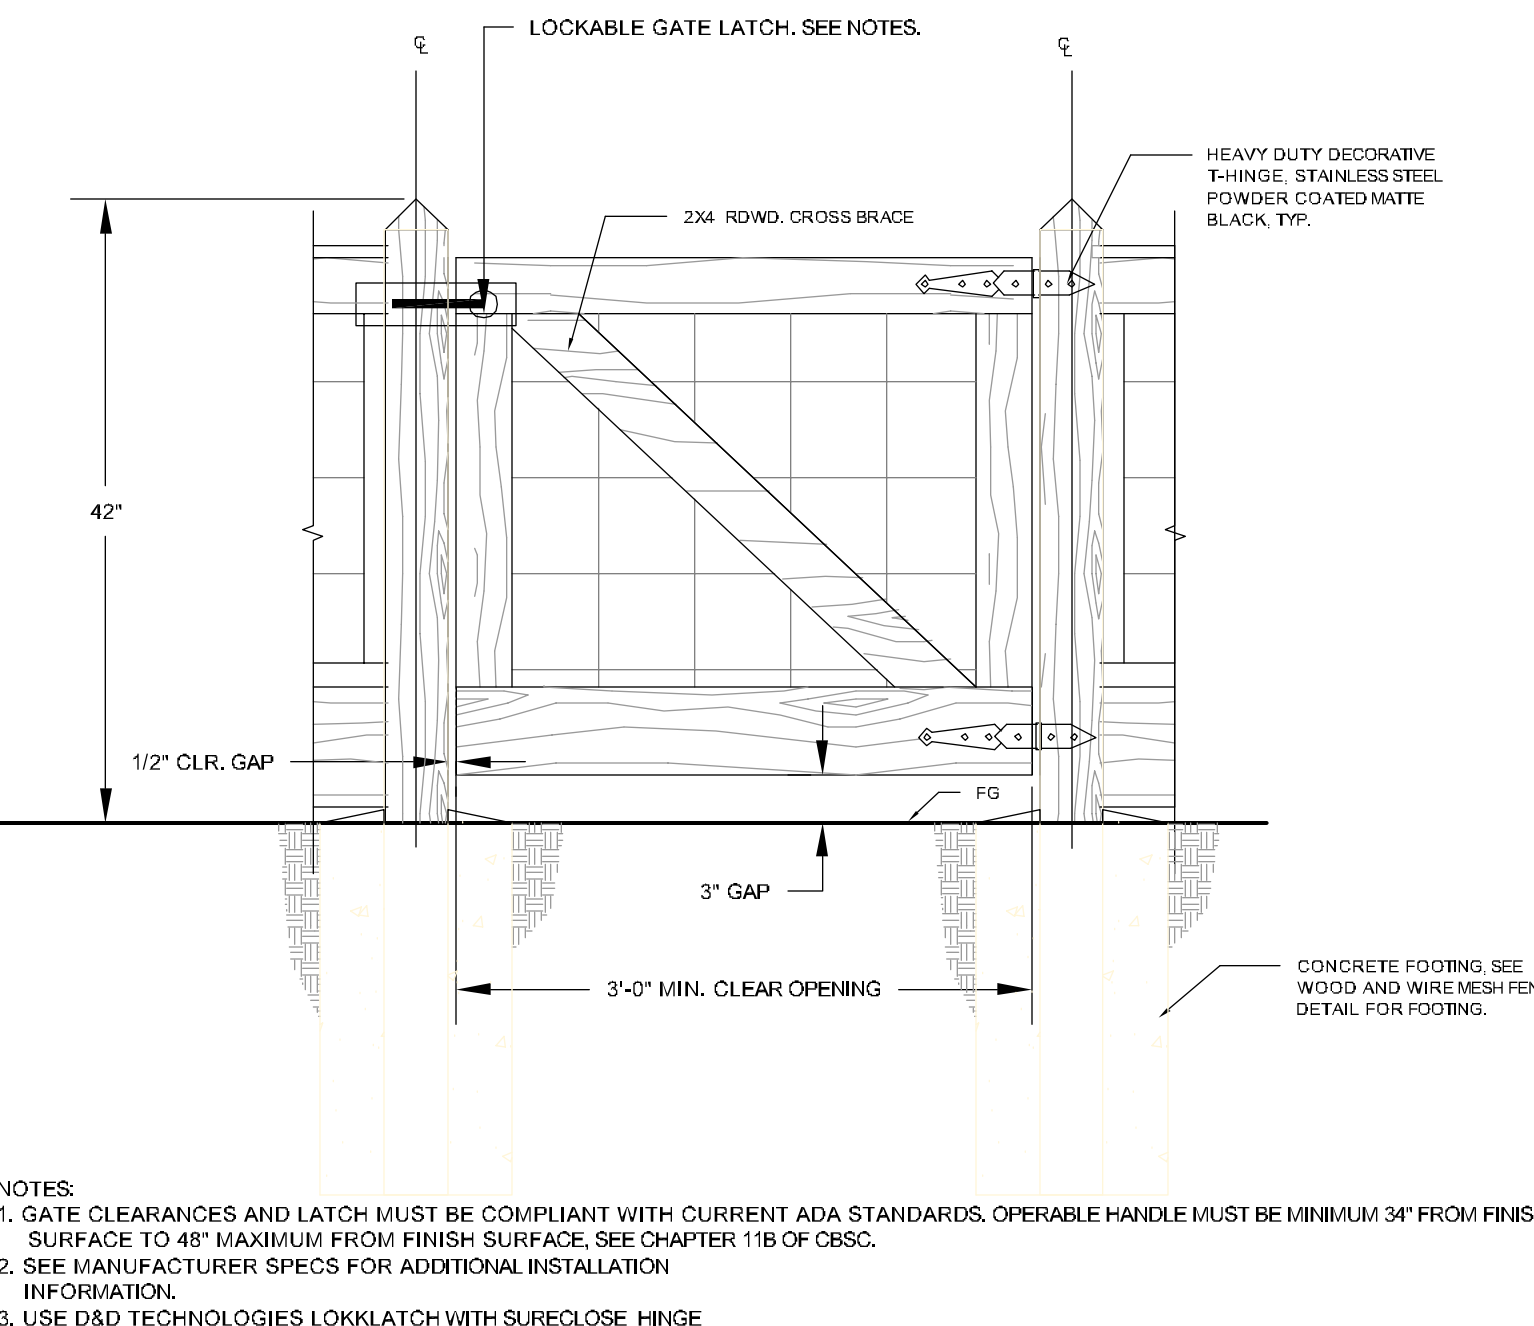 LOCKABLE GATE LATCH. SEE NOTES.
℄
℄
HEAVY DUTY DECORATIVE
T-HINGE, STAINLESS STEEL
POWDER COATED MATTE
BLACK, TYP.
2X4 RDWD. CROSS BRACE
42"
1/2" CLR. GAP
FG
3" GAP
3'-0" MIN. CLEAR OPENING
CONCRETE FOOTING, SEE
WOOD AND WIRE MESH FEN
DETAIL FOR FOOTING.
NOTES:
1. GATE CLEARANCES AND LATCH MUST BE COMPLIANT WITH CURRENT ADA STANDARDS. OPERABLE HANDLE MUST BE MINIMUM 34" FROM FINIS
SURFACE TO 48" MAXIMUM FROM FINISH SURFACE, SEE CHAPTER 11B OF CBSC.
2. SEE MANUFACTURER SPECS FOR ADDITIONAL INSTALLATION
INFORMATION.
3. USE D&D TECHNOLOGIES LOKKLATCH WITH SURECLOSE HINGE